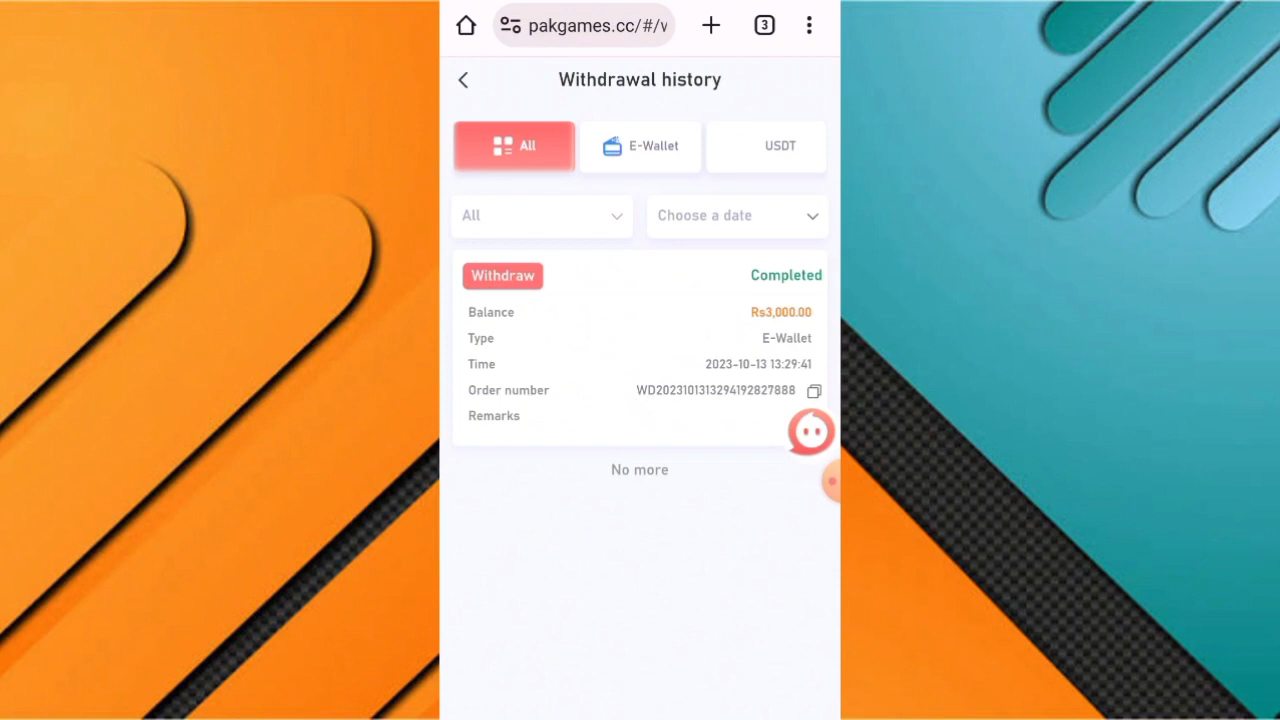 pakgames.cc/#/v
3
Withdrawal history
All
E-Wallet
USDT
All
Choose a date
Withdraw
Completed
Balance Rs3,000.00
Type E-Wallet
Time 2023-10-13 13:29:41
Order number WD2023101313294192827888
Remarks
No more